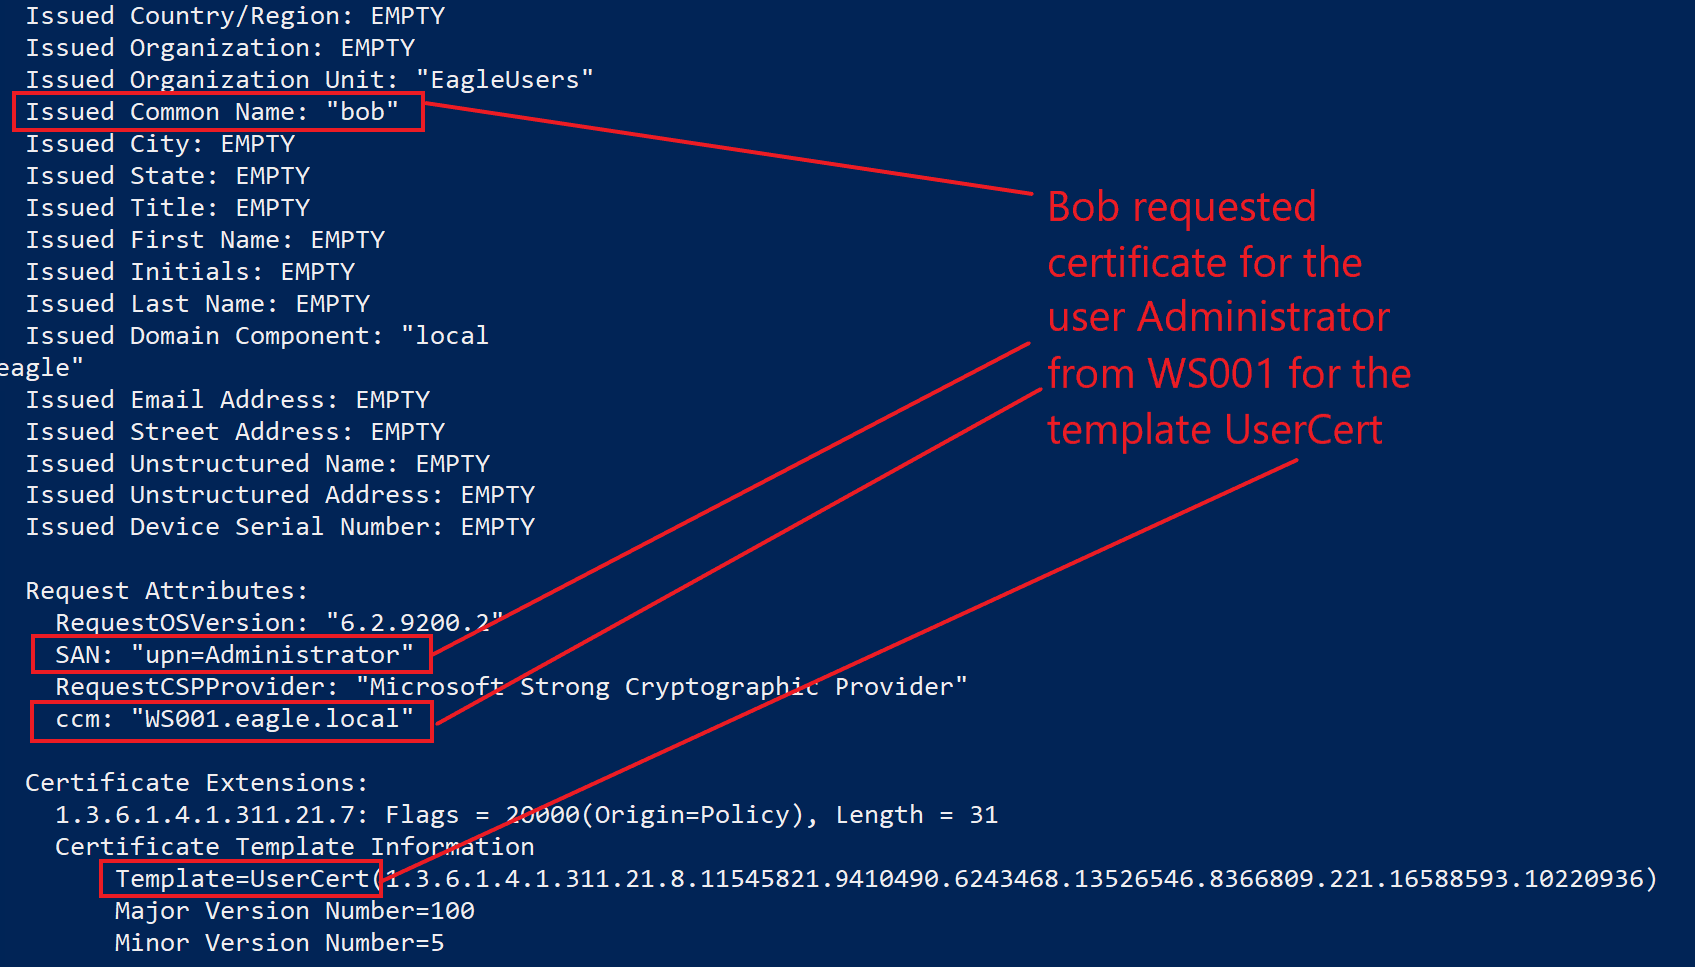 Issued Country/Region: EMPTY
Issued Organization: EMPTY
Issued Organization Unit: "EagleUsers"
Issued Common Name: "bob"
Issued City: EMPTY
Issued State: EMPTY
Issued Title: EMPTY
Issued First Name: EMPTY
Issued Initials: EMPTY
Issued Last Name: EMPTY
Issued Domain Component: "local
eagle"
Issued Email Address: EMPTY
Issued Street Address: EMPTY
Issued Unstructured Name: EMPTY
Issued Unstructured Address: EMPTY
Issued Device Serial Number: EMPTY
Request Attributes:
RequestOSVersion: "6.2.9200.2"
SAN: "upn=Administrator"
RequestCSPProvider: "Microsoft Strong Cryptographic Provider"
ccm: "WS001.eagle.local"
Certificate Extensions:
1.3.6.1.4.1.311.21.7: Flags = 20000(Origin=Policy), Length = 31
Certificate Template Information
Template=UserCert(1.3.6.1.4.1.311.21.8.11545821.9410490.6243468.13526546.8366809.221.16588593.10220936)
Major Version Number=100
Minor Version Number=5
Bob requested
certificate for the
user Administrator
from WS001 for the
template UserCert